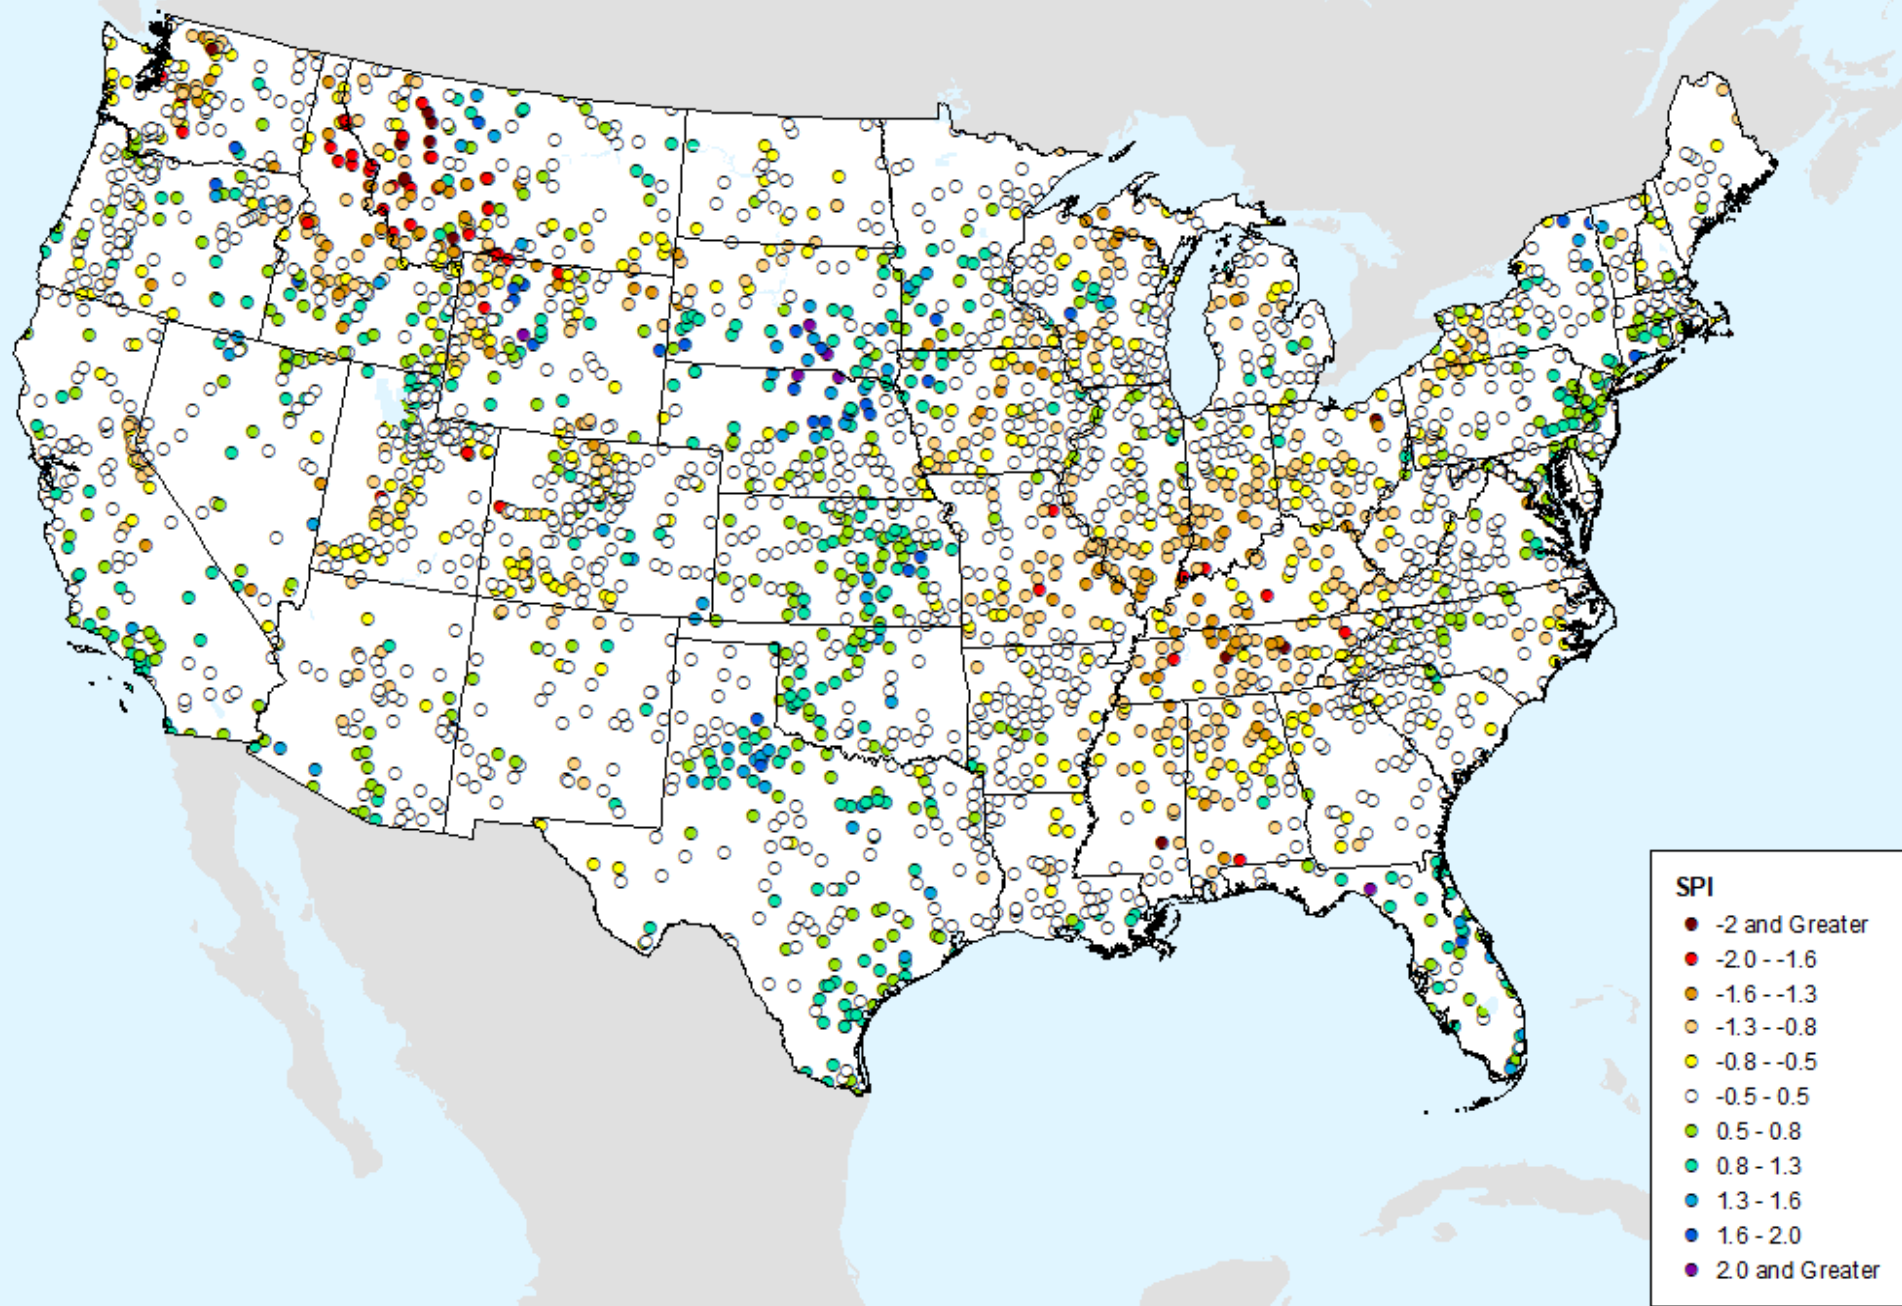 SPI
-2 and Greater
-2.0 - -1.6
-1.6 - -1.3
-1.3 - -0.8
-0.8 - -0.5
-0.5 - 0.5
0.5 - 0.8
0.8 - 1.3
1.3 - 1.6
1.6 - 2.0
2.0 and Greater